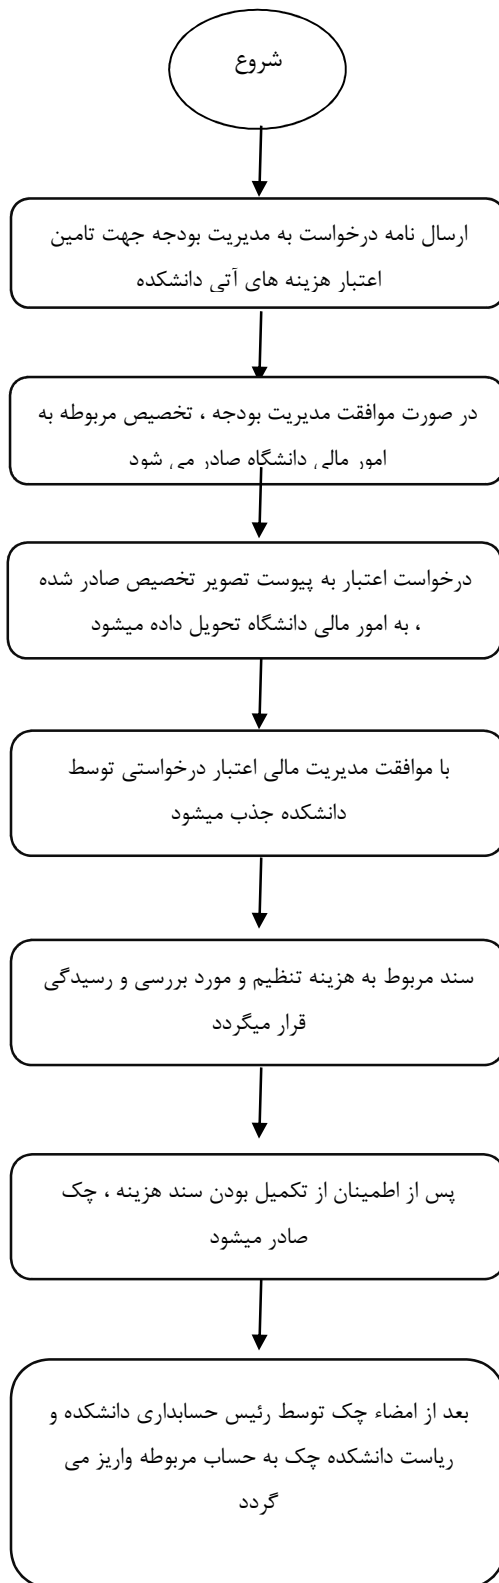 شروع
ارسال نامه درخواست به مدیریت بودجه جهت تامین
اعتبار هزینه های آتی دانشکده
در صورت موافقت مدیریت بودجه ، تخصیص مربوطه به
امور مالی دانشگاه صادر می شود
درخواست اعتبار به پیوست تصویر تخصیص صادر شده
، به امور مالی دانشگاه تحویل داده میشود
با موافقت مدیریت مالی اعتبار درخواستی توسط
دانشکده جذب میشود
سند مربوط به هزینه تنظیم و مورد بررسی و رسیدگی
قرار میگردد
پس از اطمینان از تکمیل بودن سند هزینه ، چک
صادر میشود
بعد از امضاء چک توسط رئیس حسابداری دانشکده و
ریاست دانشکده چک به حساب مربوطه واریز می
گردد